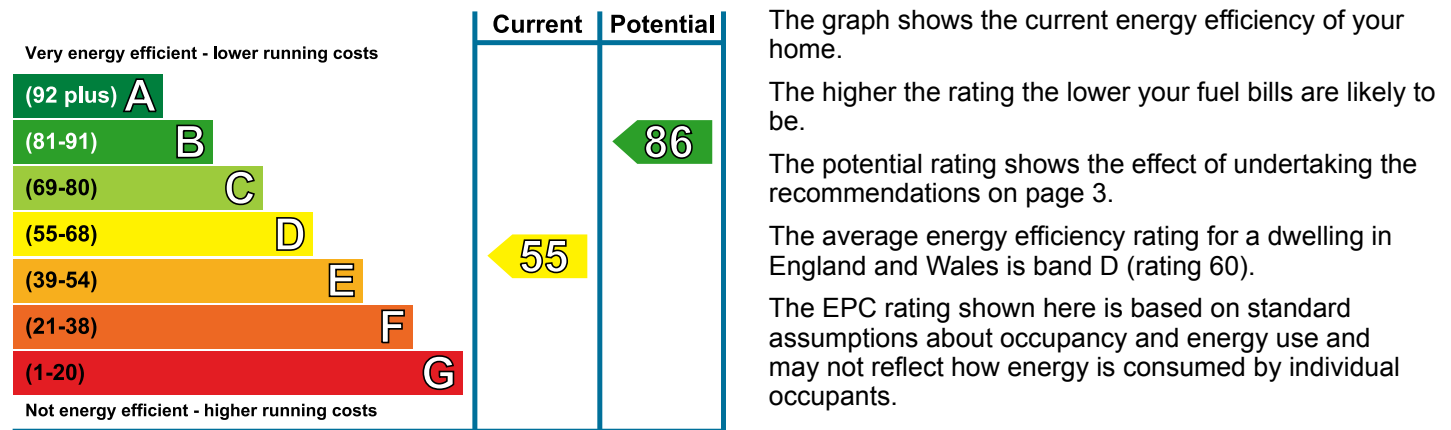 Current Potential
Very energy efficient - lower running costs
(92 plus) A
(81-91) B
86
(69-80) C
(55-68) D
55
(39-54) E
(21-38) F
(1-20) G
Not energy efficient - higher running costs
The graph shows the current energy efficiency of your
home.
The higher the rating the lower your fuel bills are likely to
be.
The potential rating shows the effect of undertaking the
recommendations on page 3.
The average energy efficiency rating for a dwelling in
England and Wales is band D (rating 60).
The EPC rating shown here is based on standard
assumptions about occupancy and energy use and
may not reflect how energy is consumed by individual
occupants.